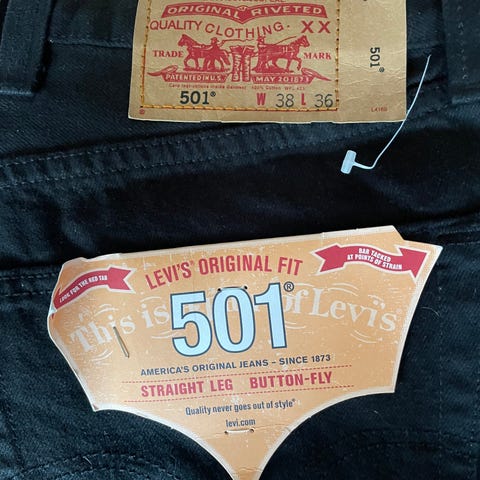 ORIGINAL RIVETED
QUALITY CLOTHING XX
TRADE MARK
PATENTED IN U.S. MAY 20 1873
501® W 38 L 36
501®
LEVI'S® ORIGINAL FIT
LOOK FOR THE RED TAB
BAR TACKED
AT POINTS OF STRAIN
This is of Levi's
501®
AMERICA'S ORIGINAL JEANS – SINCE 1873
STRAIGHT LEG BUTTON-FLY
Quality never goes out of style®
levi.com